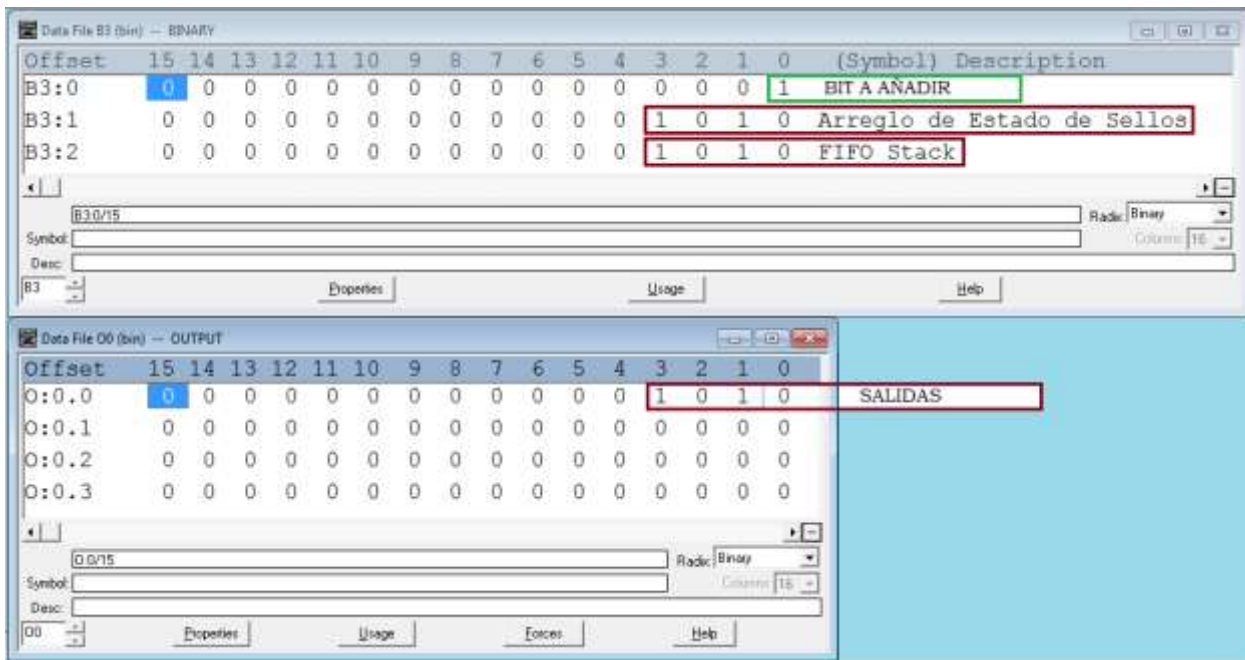 Data File B3 (bin) -- BINARY
Offset 15 14 13 12 11 10 9 8 7 6 5 4 3 2 1 0 (Symbol) Description
B3:0 0 0 0 0 0 0 0 0 0 0 0 0 0 0 0 1 BIT A AÑADIR
B3:1 0 0 0 0 0 0 0 0 0 0 0 0 1 0 1 0 Arreglo de Estado de Sellos
B3:2 0 0 0 0 0 0 0 0 0 0 0 0 1 0 1 0 FIFO Stack
B3:0/15 Radix: Binary
Symbol: Columns: 16
Desc:
B3 Properties Usage Help
Data File O0 (bin) -- OUTPUT
Offset 15 14 13 12 11 10 9 8 7 6 5 4 3 2 1 0
O:0.0 0 0 0 0 0 0 0 0 0 0 0 0 1 0 1 0 SALIDAS
O:0.1 0 0 0 0 0 0 0 0 0 0 0 0 0 0 0 0
O:0.2 0 0 0 0 0 0 0 0 0 0 0 0 0 0 0 0
O:0.3 0 0 0 0 0 0 0 0 0 0 0 0 0 0 0 0
O:0/15 Radix: Binary
Symbol: Columns: 16
Desc:
O0 Properties Usage Forces Help